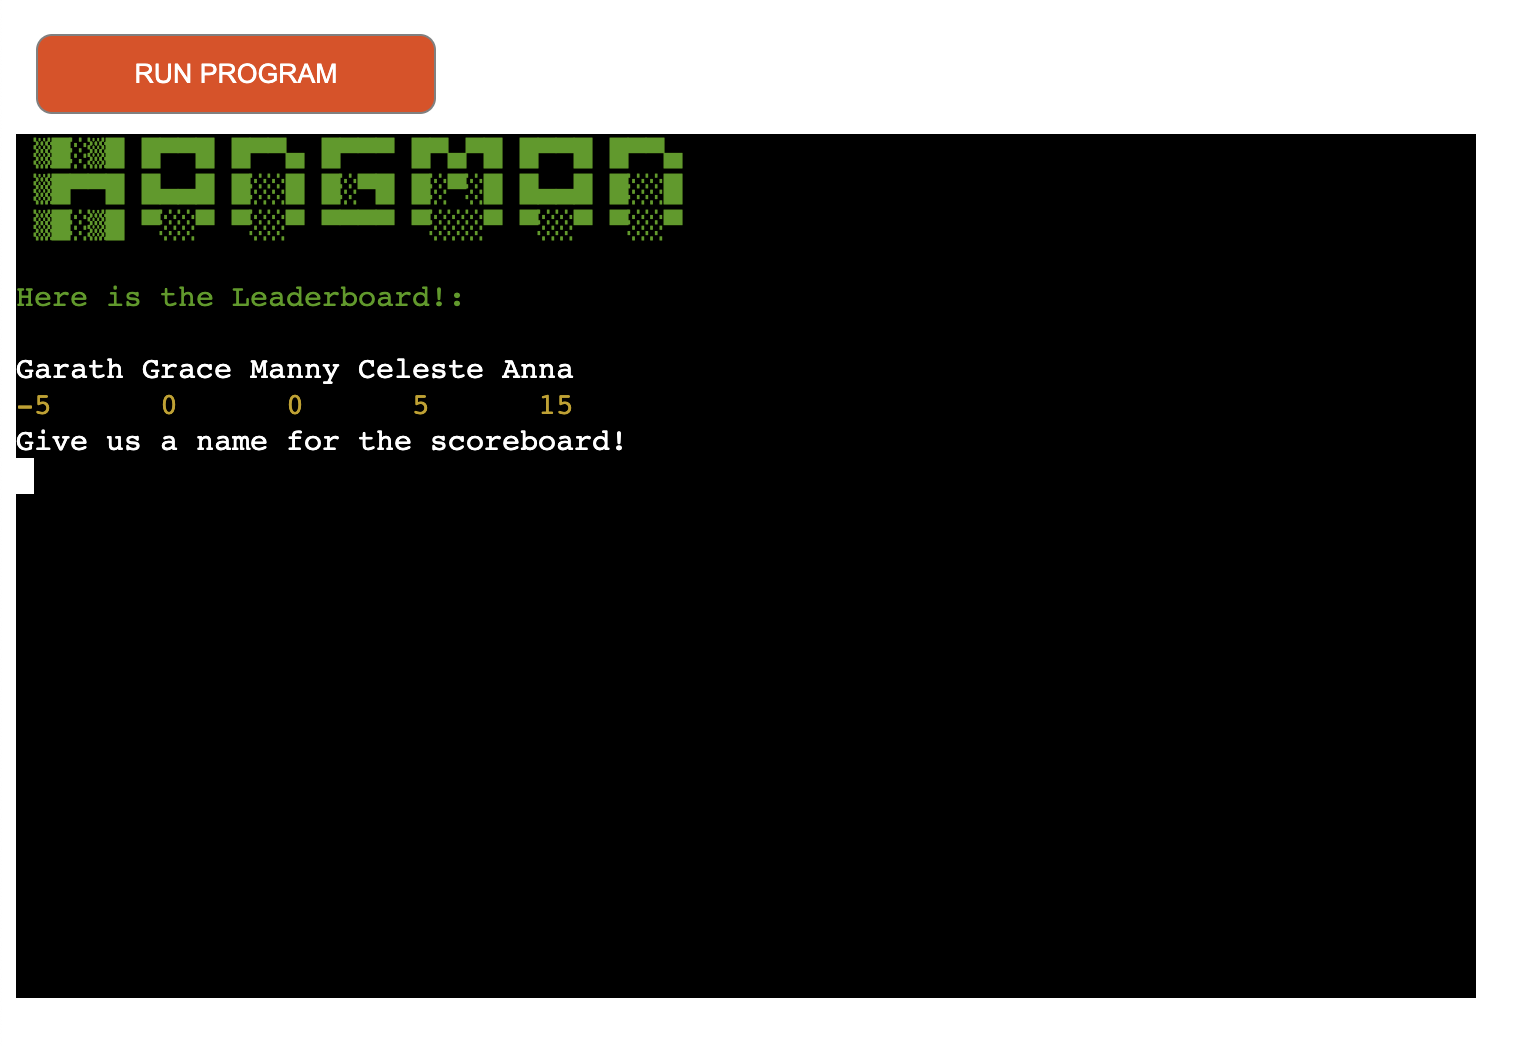 RUN PROGRAM
HANGMAN
Here is the Leaderboard!:
Garath Grace Manny Celeste Anna
-5 0 0 5 15
Give us a name for the scoreboard!